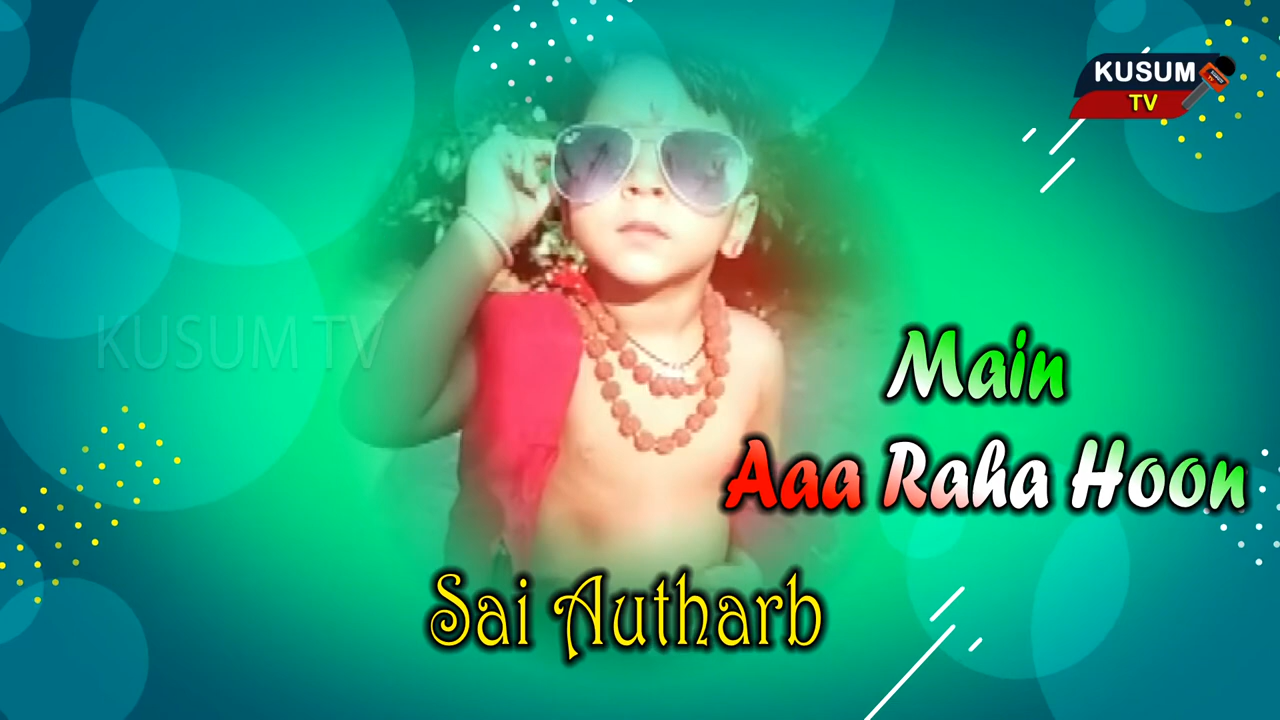 KUSUM
TV
KUSUM TV
Main
Aaa Raha Hoon
Sai Autharb